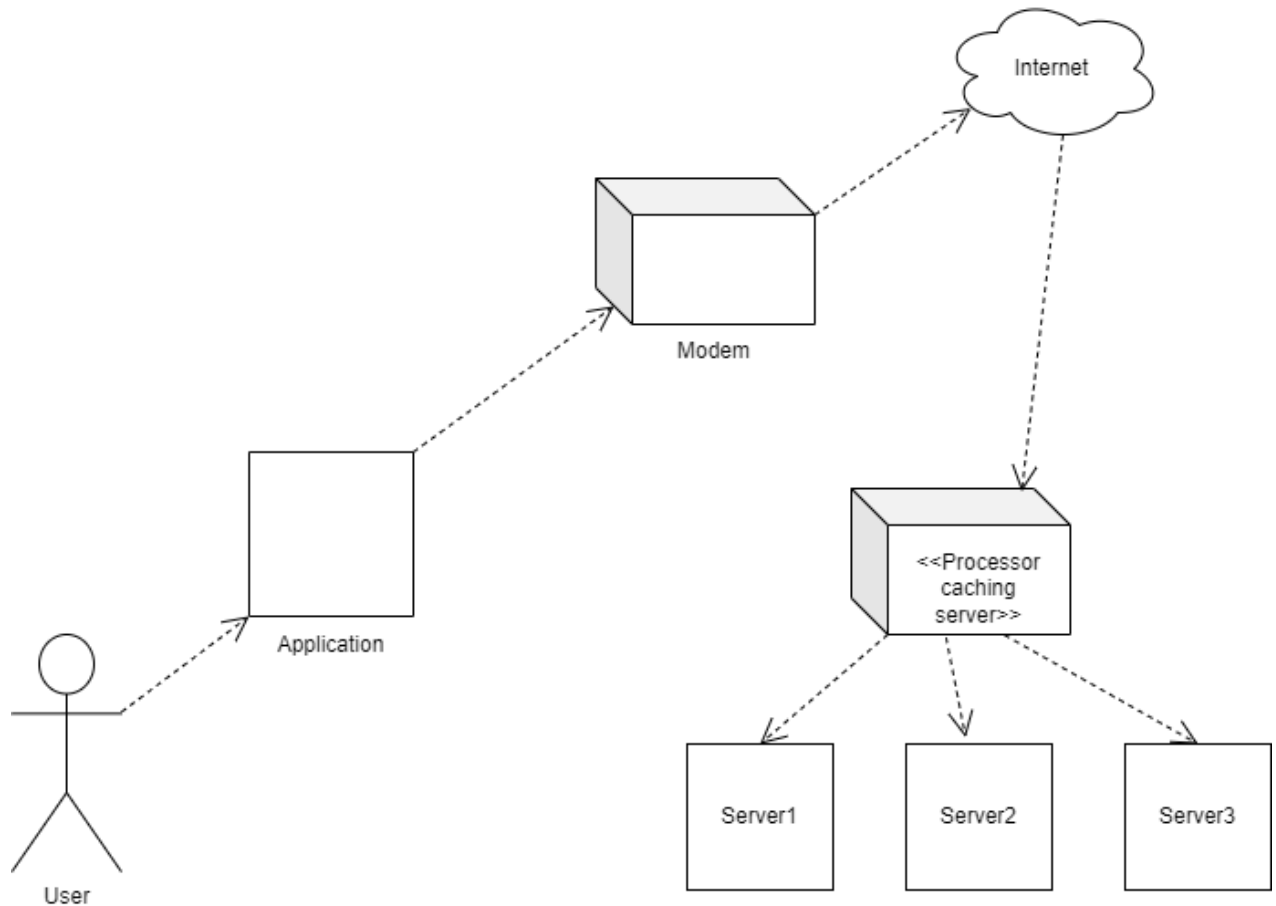 Internet
Modem
<<Processor
caching
server>>
Application
Server1
Server2
Server3
User